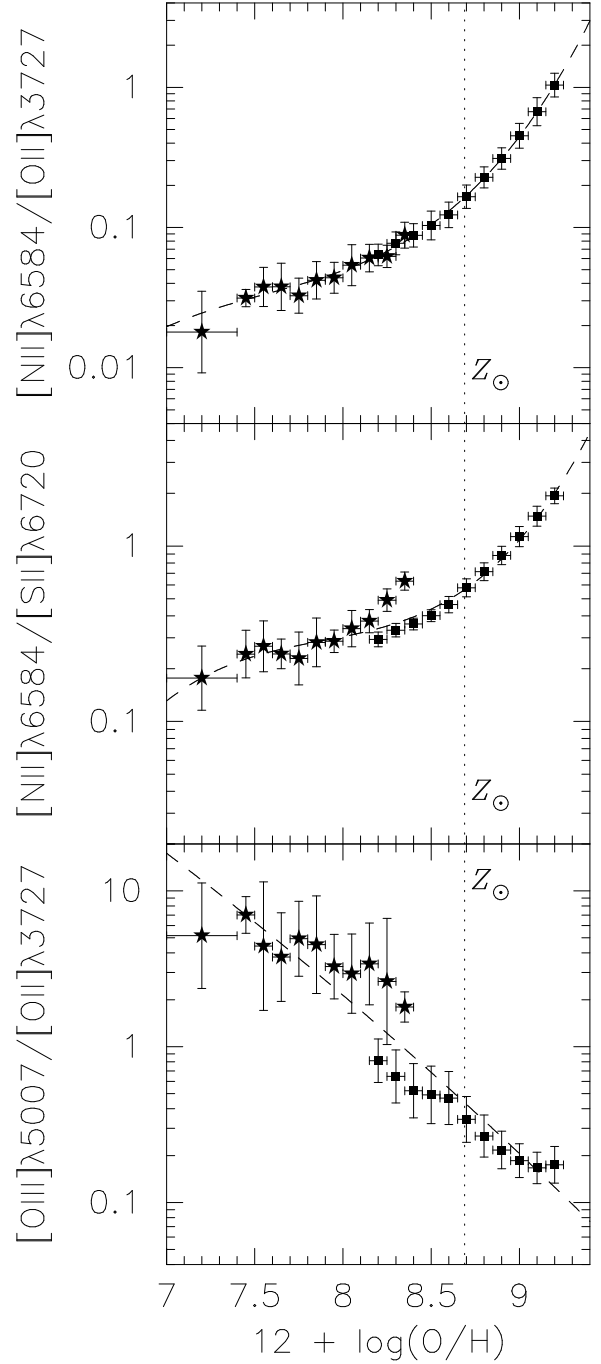 [NII]λ6584/[OII]λ3727
1
0.1
0.01
Z⊙
[NII]λ6584/[SII]λ6720
1
0.1
Z⊙
[OIII]λ5007/[OII]λ3727
10
1
0.1
Z⊙
7 7.5 8 8.5 9
12 + log(O/H)